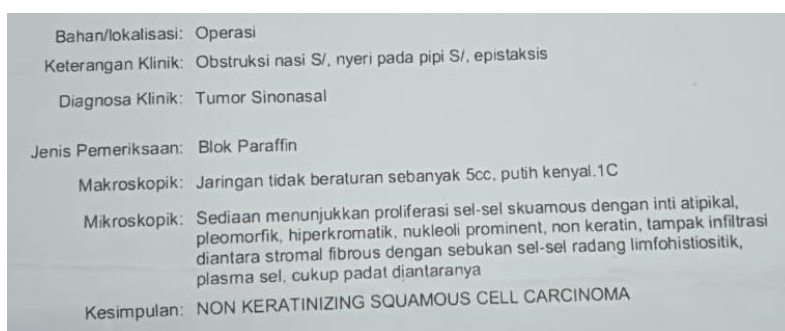 Bahan/lokalisasi: Operasi
Keterangan Klinik: Obstruksi nasi S/, nyeri pada pipi S/, epistaksis
Diagnosa Klinik: Tumor Sinonasal
Jenis Pemeriksaan: Blok Paraffin
Makroskopik: Jaringan tidak beraturan sebanyak 5cc, putih kenyal.1C
Mikroskopik: Sediaan menunjukkan proliferasi sel-sel skuamous dengan inti atipikal,
pleomorfik, hiperkromatik, nukleoli prominent, non keratin, tampak infiltrasi
diantara stromal fibrous dengan sebukan sel-sel radang limfohistiositik,
plasma sel, cukup padat diantaranya
Kesimpulan: NON KERATINIZING SQUAMOUS CELL CARCINOMA